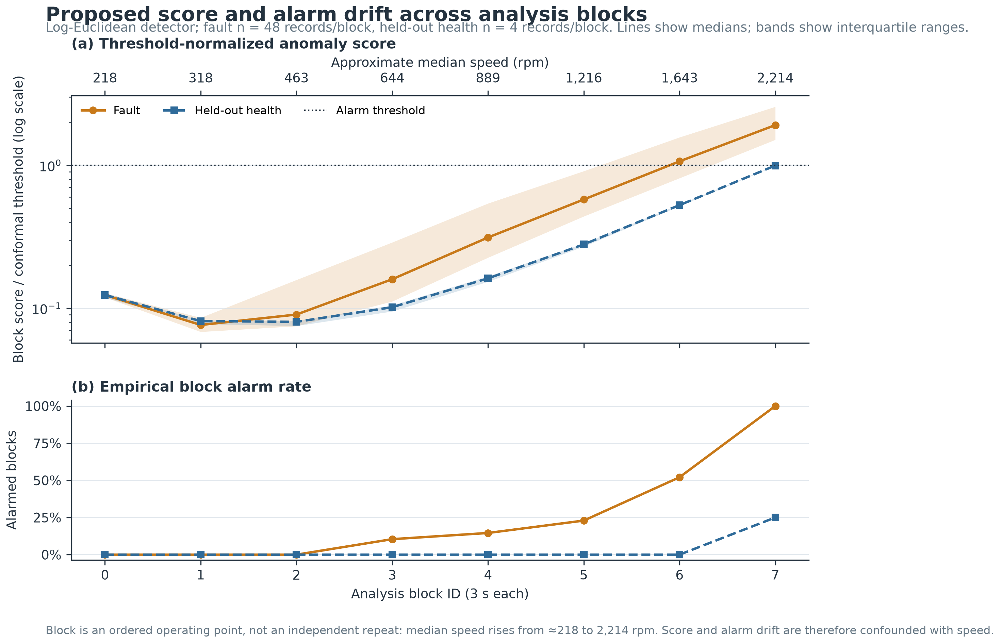 Proposed score and alarm drift across analysis blocks
Log-Euclidean detector; fault n = 48 records/block, held-out health n = 4 records/block. Lines show medians; bands show interquartile ranges.
(a) Threshold-normalized anomaly score
Approximate median speed (rpm)
218 318 463 644 889 1,216 1,643 2,214
Block score / conformal threshold (log scale)
Fault Held-out health Alarm threshold
10⁰
10⁻¹
(b) Empirical block alarm rate
Alarmed blocks
100%
75%
50%
25%
0%
0 1 2 3 4 5 6 7
Analysis block ID (3 s each)
Block is an ordered operating point, not an independent repeat: median speed rises from ≈218 to 2,214 rpm. Score and alarm drift are therefore confounded with speed.